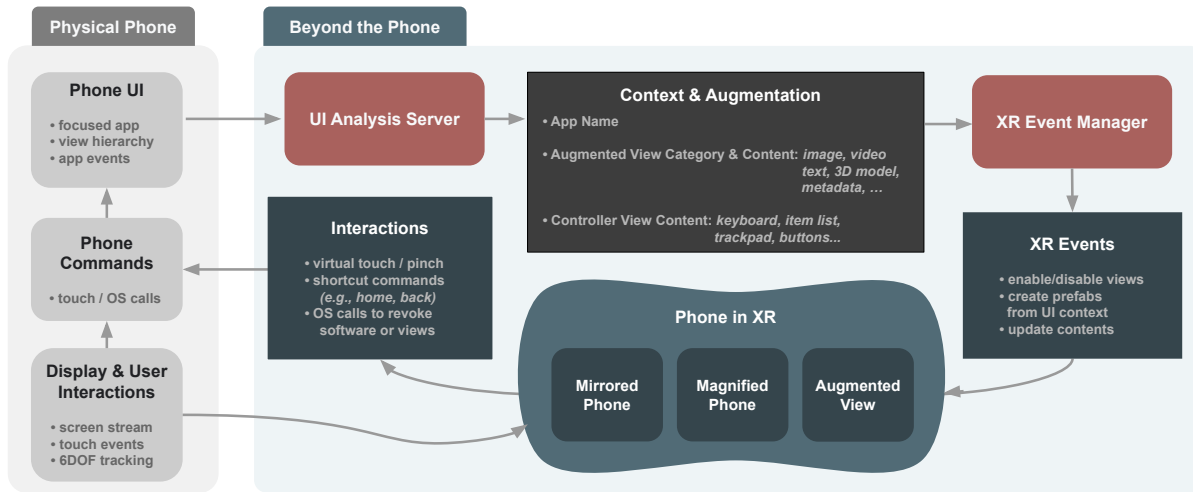 Physical Phone
Beyond the Phone
Phone UI
• focused app
• view hierarchy
• app events
Phone
Commands
• touch / OS calls
Display & User
Interactions
• screen stream
• touch events
• 6DOF tracking
UI Analysis Server
Context & Augmentation
• App Name
• Augmented View Category & Content: image, video
text, 3D model,
metadata, …
• Controller View Content: keyboard, item list,
trackpad, buttons...
XR Event Manager
Interactions
• virtual touch / pinch
• shortcut commands
(e.g., home, back)
• OS calls to revoke
software or views
XR Events
• enable/disable views
• create prefabs
from UI context
• update contents
Phone in XR
Mirrored
Phone
Magnified
Phone
Augmented
View